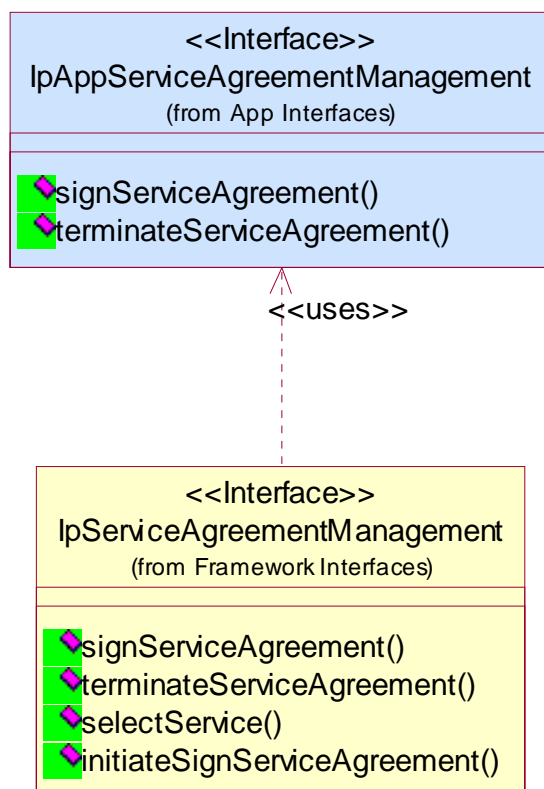 <<Interface>>
IpAppServiceAgreementManagement
(from App Interfaces)
signServiceAgreement()
terminateServiceAgreement()
<<uses>>
<<Interface>>
IpServiceAgreementManagement
(from Framework Interfaces)
signServiceAgreement()
terminateServiceAgreement()
selectService()
initiateSignServiceAgreement()